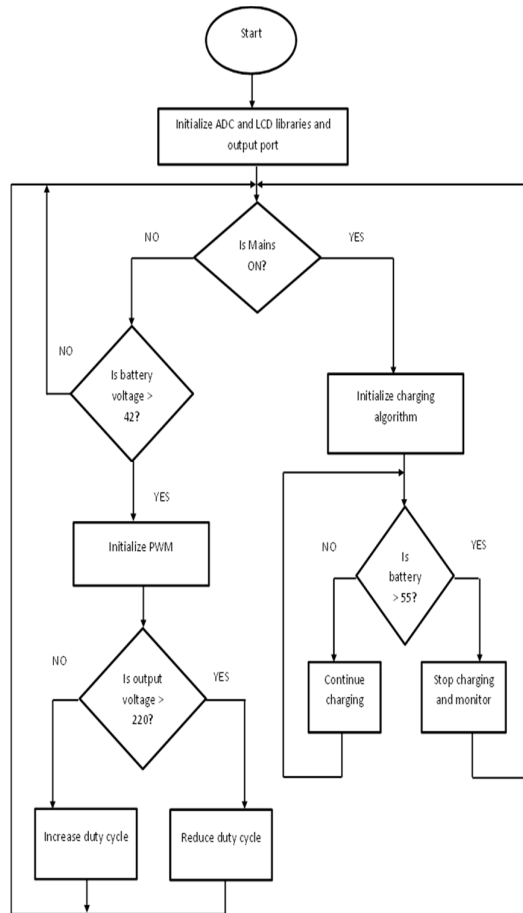 Start
Initialize ADC and LCD libraries and
output port
Is Mains
ON?
NO
YES
Is battery
voltage >
42?
NO
YES
Initialize charging
algorithm
Initialize PWM
Is
battery
> 55?
NO
YES
Is output
voltage >
220?
NO
YES
Continue
charging
Stop charging
and monitor
Increase duty cycle
Reduce duty cycle